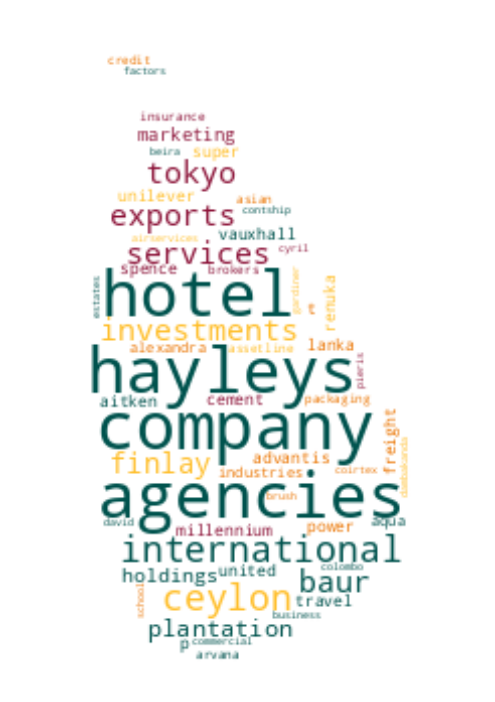 credit
factors
insurance
marketing
beira super
tokyo
unilever asian
exports contship
vauxhall
airservices
services cyril
spence brokers
estates
hotel
gardiner
rt
renuka
investments
alexandra assetline lanka
hayleys
pieris
aitken cement packaging
company
freight
dambakanda
finlay advantis
industries coirtex
agencies
brush
david aqua
millennium power
international
colombo
holdings united
baur
school
ceylon travel
business
plantation
p commercial
arvana